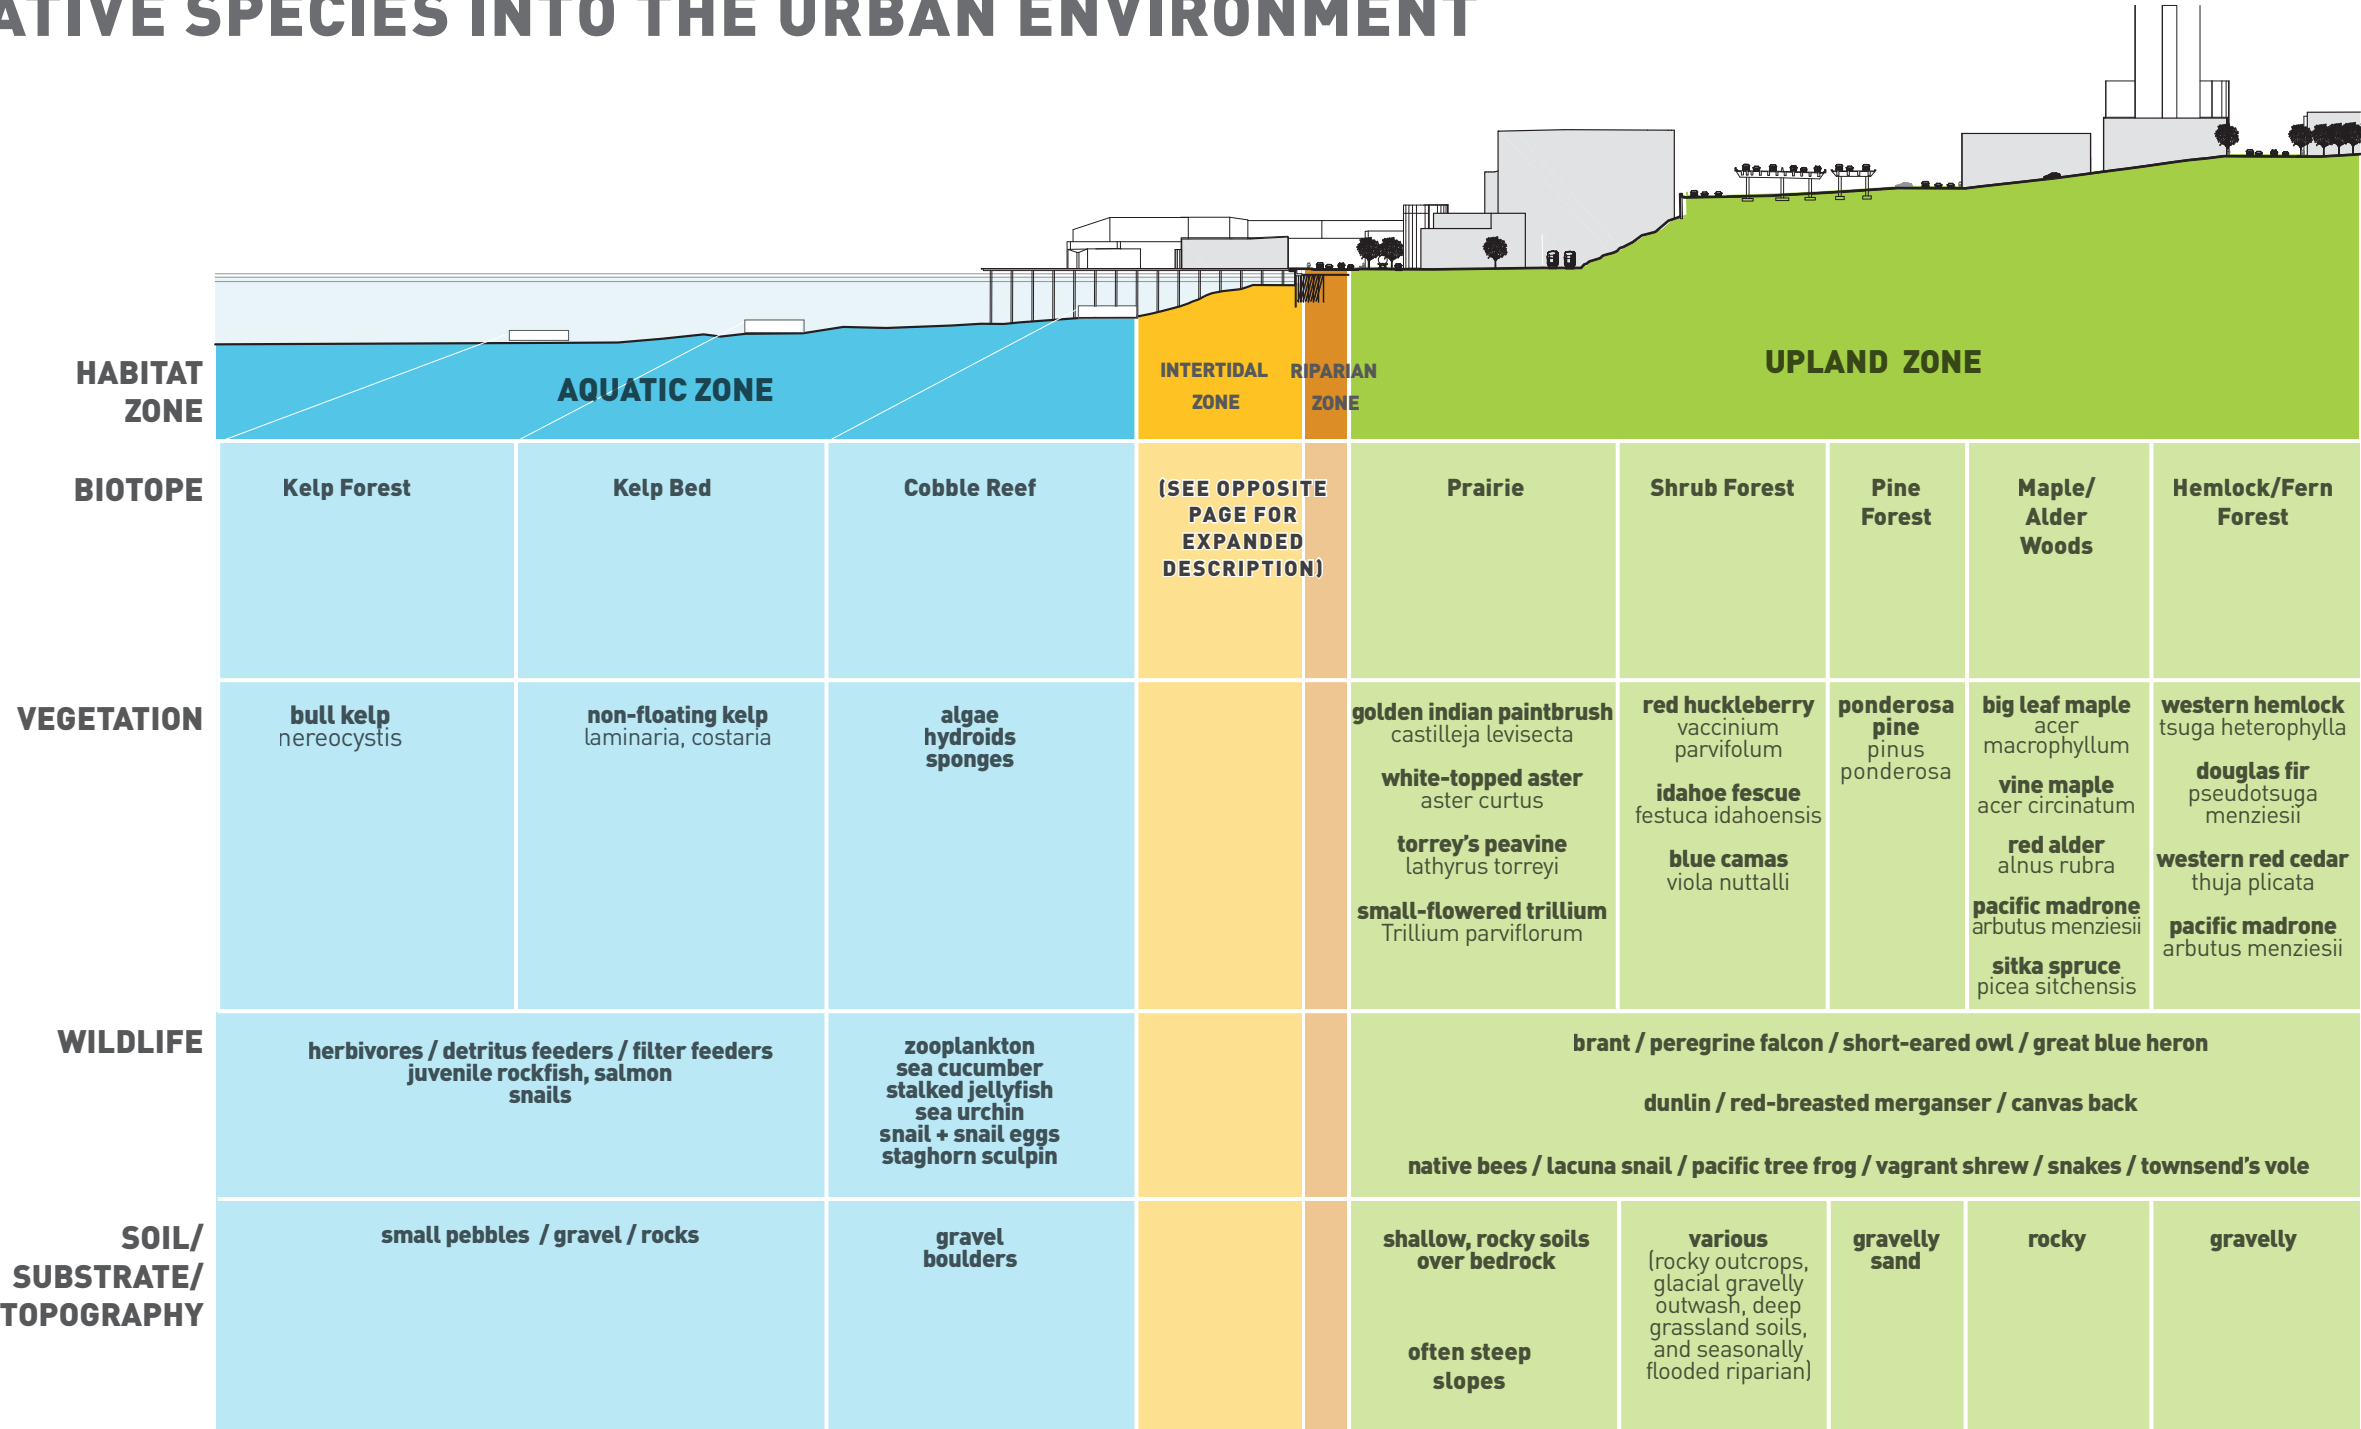 ATIVE SPECIES INTO THE URBAN ENVIRONMENT
HABITAT
ZONE
AQUATIC ZONE
INTERTIDAL
ZONE
RIPARIAN
ZONE
UPLAND ZONE
BIOTOPE
Kelp Forest
Kelp Bed
Cobble Reef
(SEE OPPOSITE
PAGE FOR
EXPANDED
DESCRIPTION)
Prairie
Shrub Forest
Pine
Forest
Maple/
Alder
Woods
Hemlock/Fern
Forest
VEGETATION
bull kelp
nereocystis
non-floating kelp
laminaria, costaria
algae
hydroids
sponges
golden indian paintbrush
castilleja levisecta
white-topped aster
aster curtus
torrey's peavine
lathyrus torreyi
small-flowered trillium
Trillium parviflorum
red huckleberry
vaccinium
parvifolum
idahoe fescue
festuca idahoensis
blue camas
viola nuttalli
ponderosa
pine
pinus
ponderosa
big leaf maple
acer
macrophyllum
vine maple
acer circinatum
red alder
alnus rubra
pacific madrone
arbutus menziesii
sitka spruce
picea sitchensis
western hemlock
tsuga heterophylla
douglas fir
pseudotsuga
menziesii
western red cedar
thuja plicata
pacific madrone
arbutus menziesii
WILDLIFE
herbivores / detritus feeders / filter feeders
juvenile rockfish, salmon
snails
zooplankton
sea cucumber
stalked jellyfish
sea urchin
snail + snail eggs
staghorn sculpin
brant / peregrine falcon / short-eared owl / great blue heron
dunlin / red-breasted merganser / canvas back
native bees / lacuna snail / pacific tree frog / vagrant shrew / snakes / townsend's vole
SOIL/
SUBSTRATE/
TOPOGRAPHY
small pebbles / gravel / rocks
gravel
boulders
shallow, rocky soils
over bedrock
often steep
slopes
various
(rocky outcrops,
glacial gravelly
outwash, deep
grassland soils,
and seasonally
flooded riparian)
gravelly
sand
rocky
gravelly